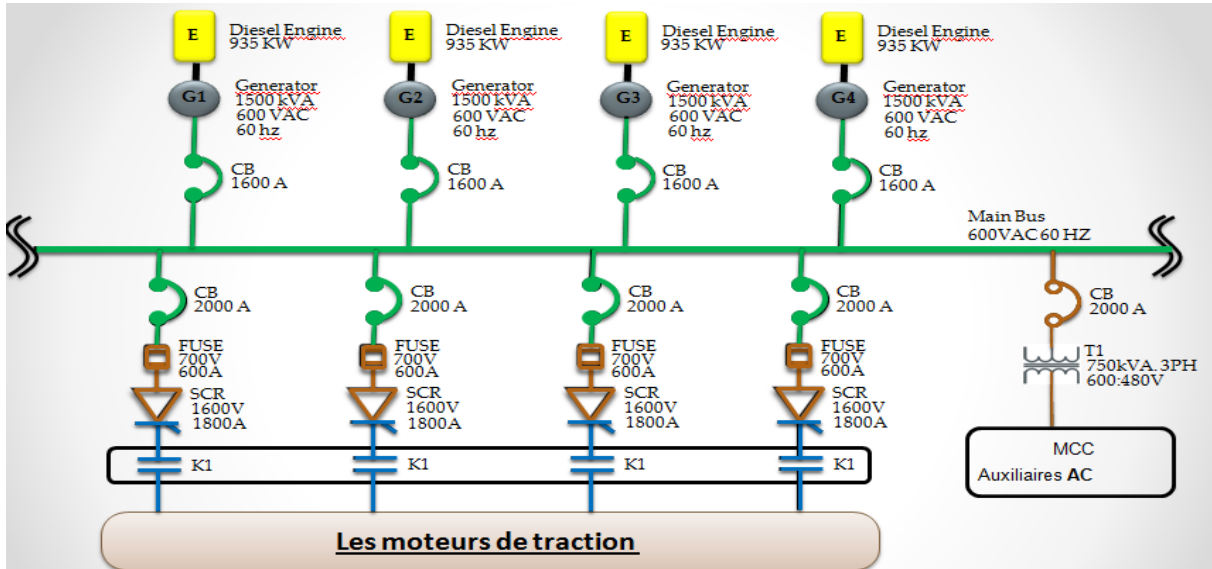 E
Diesel Engine
935 KW
E
Diesel Engine
935 KW
E
Diesel Engine
935 KW
E
Diesel Engine
935 KW
G1
Generator
1500 kVA
600 VAC
60 hz
G2
Generator
1500 kVA
600 VAC
60 hz
G3
Generator
1500 kVA
600 VAC
60 hz
G4
Generator
1500 kVA
600 VAC
60 hz
CB
1600 A
CB
1600 A
CB
1600 A
CB
1600 A
Main Bus
600VAC 60 HZ
CB
2000 A
CB
2000 A
CB
2000 A
CB
2000 A
CB
2000 A
FUSE
700V
600A
FUSE
700V
600A
FUSE
700V
600A
FUSE
700V
600A
T1
750kVA. 3PH
600:480V
SCR
1600V
1800A
SCR
1600V
1800A
SCR
1600V
1800A
SCR
1600V
1800A
K1
K1
K1
K1
MCC
Auxiliaires AC
Les moteurs de traction